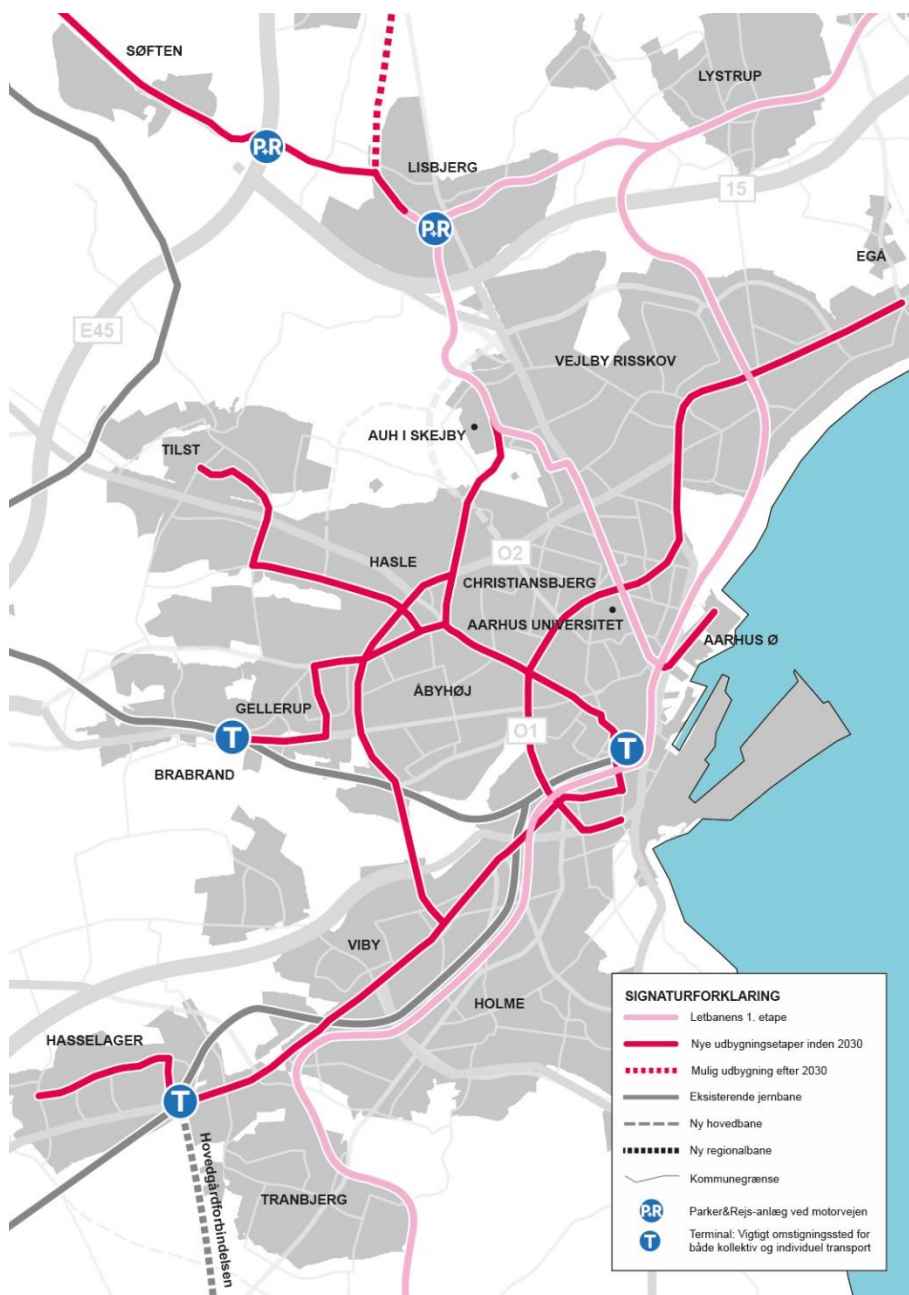 SØFTEN
LYSTRUP
P+R
LISBJERG
15
P+R
EGÅ
E45
VEJLBY RISSKOV
AUH I SKEJBY
TILST
HASLE
O2
CHRISTIANSBJERG
AARHUS UNIVERSITET
AARHUS Ø
ÅBYHØJ
GELLERUP
O1
T
T
BRABRAND
VIBY
HOLME
HASSELAGER
T
Hovedgårdforbindelsen
TRANBJERG
SIGNATURFORKLARING
Letbanens 1. etape
Nye udbygningsetaper inden 2030
Mulig udbygning efter 2030
Eksisterende jernbane
Ny hovedbane
Ny regionalbane
Kommunegrænse
P+R
Parker&Rejs-anlæg ved motorvejen
T
Terminal: Vigtigt omstigningssted for
både kollektiv og individuel transport